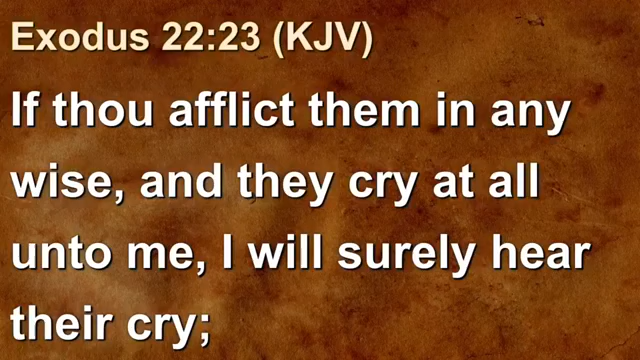 Exodus 22:23 (KJV)
If thou afflict them in any
wise, and they cry at all
unto me, I will surely hear
their cry;